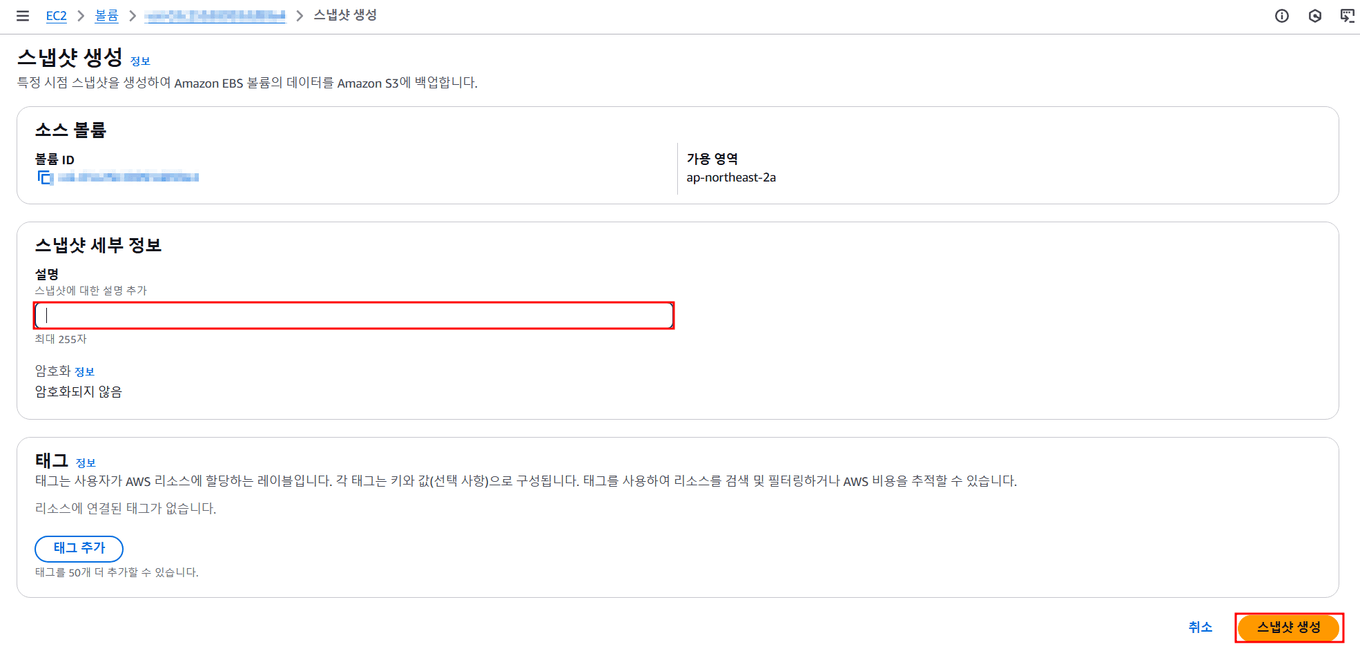 EC2 > 볼륨 > > 스냅샷 생성
스냅샷 생성 정보
특정 시점 스냅샷을 생성하여 Amazon EBS 볼륨의 데이터를 Amazon S3에 백업합니다.
소스 볼륨
볼륨 ID
가용 영역
ap-northeast-2a
스냅샷 세부 정보
설명
스냅샷에 대한 설명 추가
최대 255자
암호화 정보
암호화되지 않음
태그 정보
태그는 사용자가 AWS 리소스에 할당하는 레이블입니다. 각 태그는 키와 값(선택 사항)으로 구성됩니다. 태그를 사용하여 리소스를 검색 및 필터링하거나 AWS 비용을 추적할 수 있습니다.
리소스에 연결된 태그가 없습니다.
태그 추가
태그를 50개 더 추가할 수 있습니다.
취소 스냅샷 생성